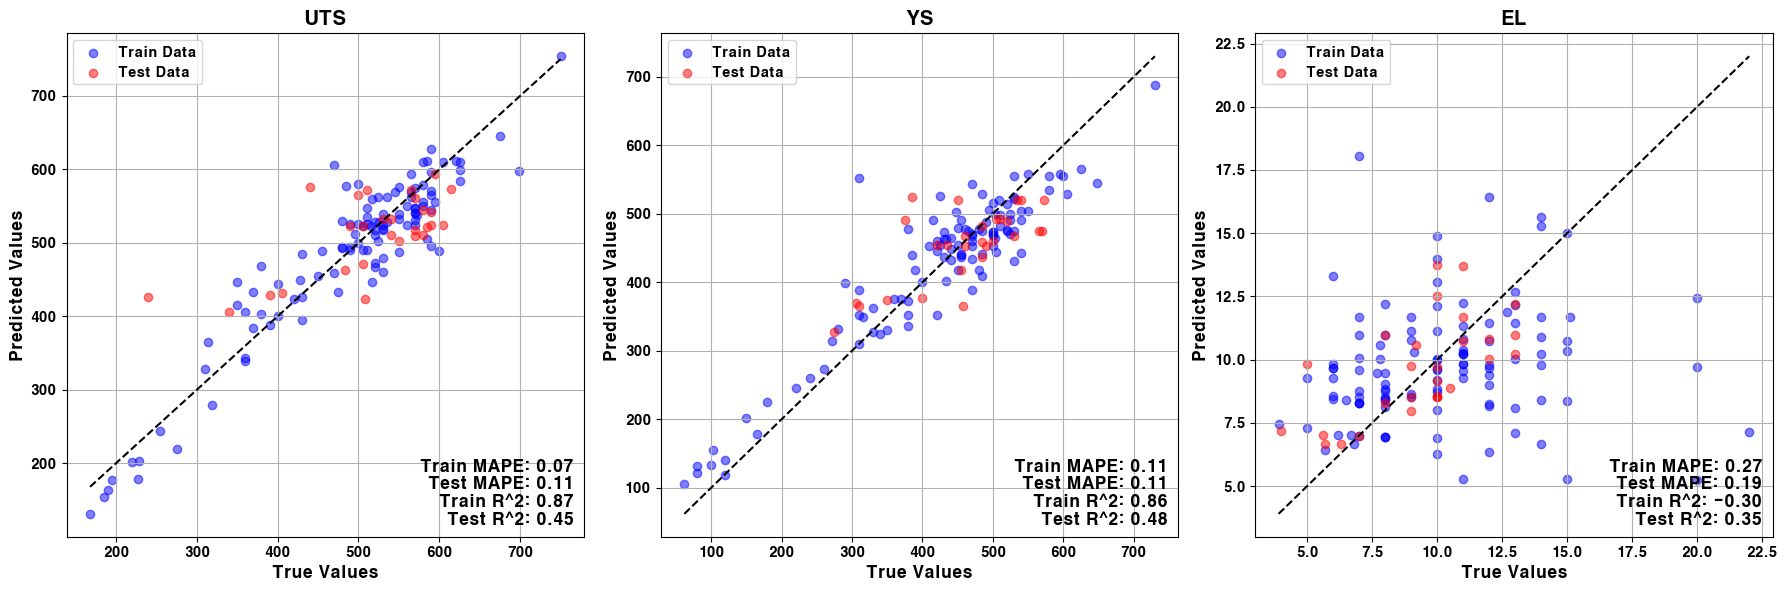 UTS
Train Data
Test Data
700
600
500
400
300
200
Predicted Values
Train MAPE: 0.07
Test MAPE: 0.11
Train R^2: 0.87
Test R^2: 0.45
200 300 400 500 600 700
True Values
YS
Train Data
Test Data
700
600
500
400
300
200
100
Predicted Values
Train MAPE: 0.11
Test MAPE: 0.11
Train R^2: 0.86
Test R^2: 0.48
100 200 300 400 500 600 700
True Values
EL
Train Data
Test Data
22.5
20.0
17.5
15.0
12.5
10.0
7.5
5.0
Predicted Values
Train MAPE: 0.27
Test MAPE: 0.19
Train R^2: -0.30
Test R^2: 0.35
5.0 7.5 10.0 12.5 15.0 17.5 20.0 22.5
True Values